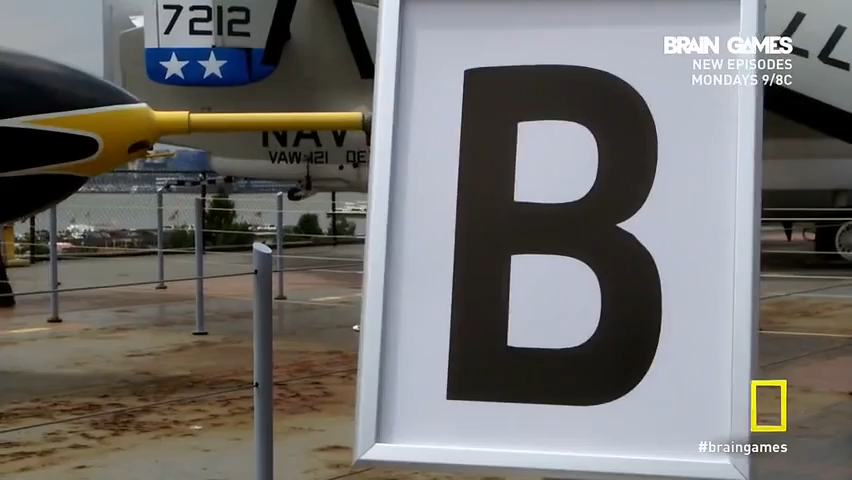 7212
BRAIN GAMES
NEW EPISODES
MONDAYS 9/8C
B
NAVY
VAW-121
#braingames